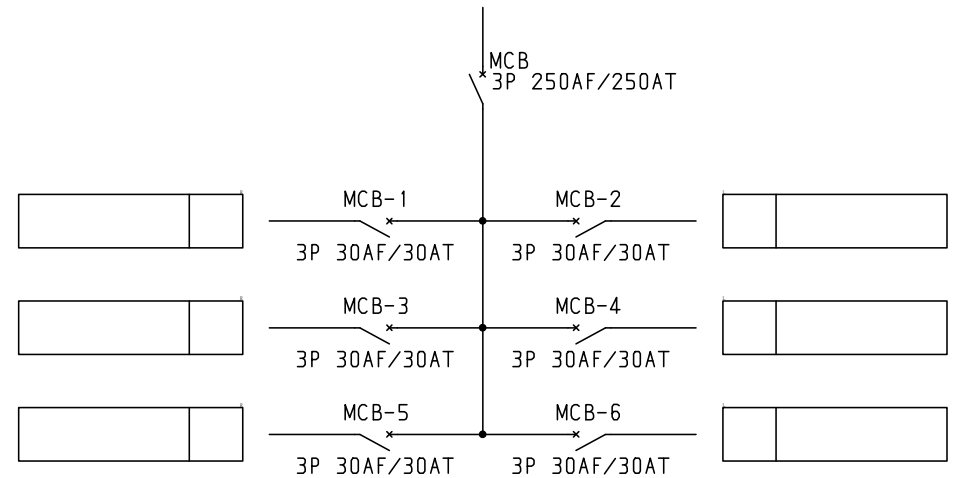 MCB
3P 250AF/250AT
MCB-1
MCB-2
3P 30AF/30AT
3P 30AF/30AT
MCB-3
MCB-4
3P 30AF/30AT
3P 30AF/30AT
MCB-5
MCB-6
3P 30AF/30AT
3P 30AF/30AT